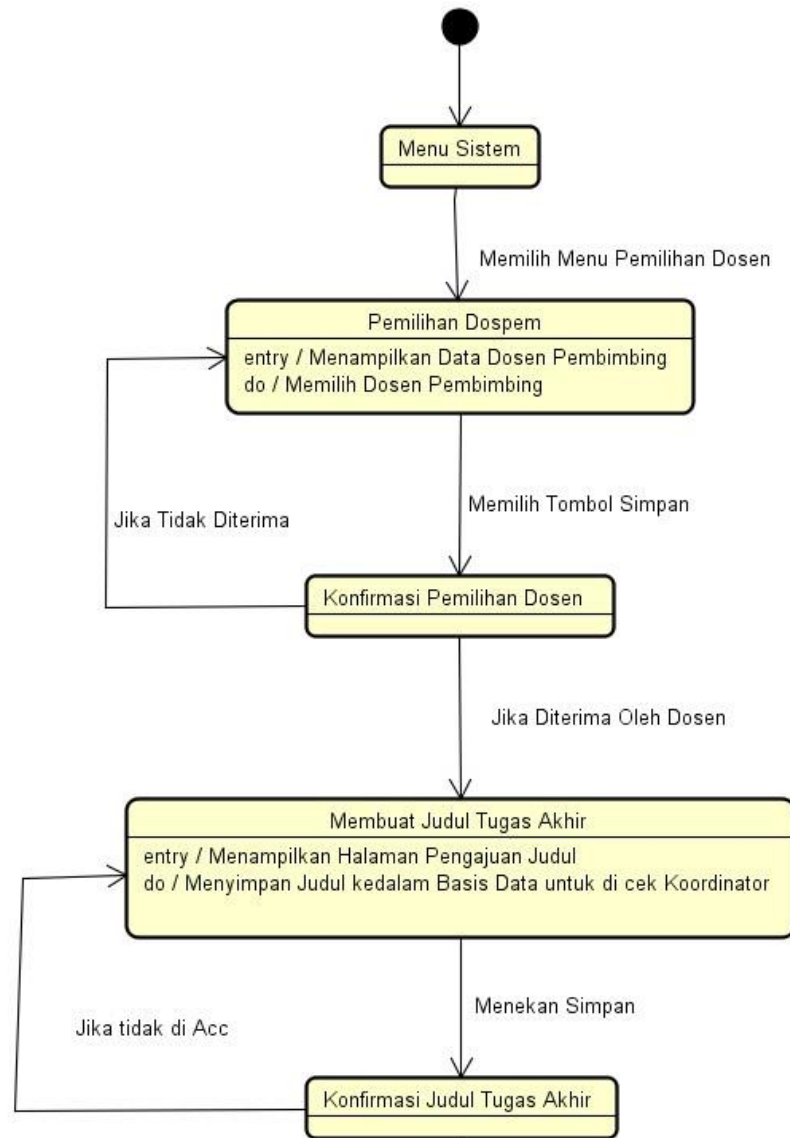 Menu Sistem
Memilih Menu Pemilihan Dosen
Pemilihan Dospem
entry / Menampilkan Data Dosen Pembimbing
do / Memilih Dosen Pembimbing
Jika Tidak Diterima
Memilih Tombol Simpan
Konfirmasi Pemilihan Dosen
Jika Diterima Oleh Dosen
Membuat Judul Tugas Akhir
entry / Menampilkan Halaman Pengajuan Judul
do / Menyimpan Judul kedalam Basis Data untuk di cek Koordinator
Menekan Simpan
Jika tidak di Acc
Konfirmasi Judul Tugas Akhir